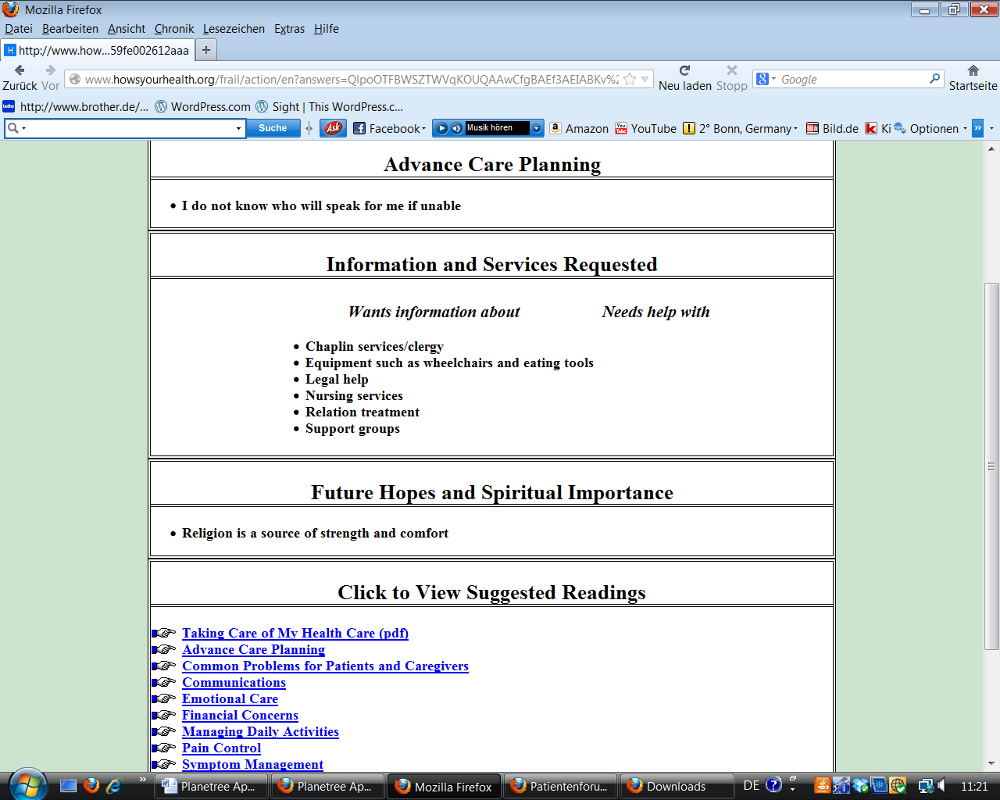 Mozilla Firefox
Datei Bearbeiten Ansicht Chronik Lesezeichen Extras Hilfe
http://www.how...59fe002612aaa
Zurück Vor www.howsyourhealth.org/frail/action/en?answers=QIpoOTFBWSZTWVqKOUQAAwCfgBAEf3AEIABKv%2 Google Neu laden Stopp Startseite
http://www.brother.de/... WordPress.com Sight | This WordPress.c...
Suche Ask Facebook Musik hören Amazon YouTube 2° Bonn, Germany Bild.de Ki Optionen
Advance Care Planning
I do not know who will speak for me if unable
Information and Services Requested
Wants information about Needs help with
Chaplin services/clergy
Equipment such as wheelchairs and eating tools
Legal help
Nursing services
Relation treatment
Support groups
Future Hopes and Spiritual Importance
Religion is a source of strength and comfort
Click to View Suggested Readings
Taking Care of My Health Care (pdf)
Advance Care Planning
Common Problems for Patients and Caregivers
Communications
Emotional Care
Financial Concerns
Managing Daily Activities
Pain Control
Symptom Management
Planetree Ap... Planetree Ap... Mozilla Firefox Patientenforu... Downloads DE 11:21